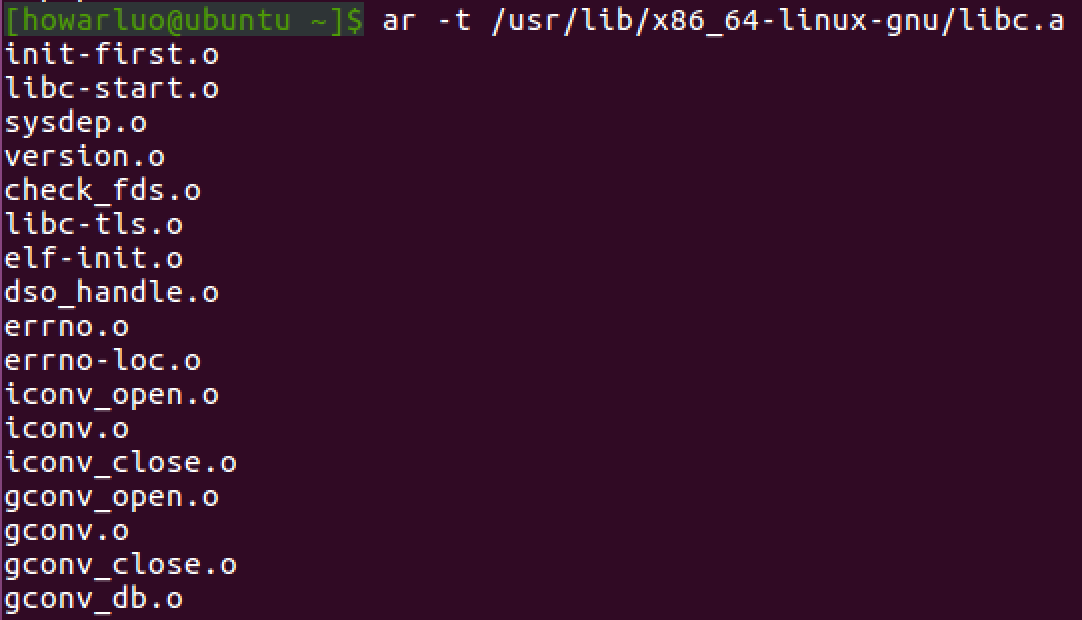 [howarluo@ubuntu ~]$ ar -t /usr/lib/x86_64-linux-gnu/libc.a
init-first.o
libc-start.o
sysdep.o
version.o
check_fds.o
libc-tls.o
elf-init.o
dso_handle.o
errno.o
errno-loc.o
iconv_open.o
iconv.o
iconv_close.o
gconv_open.o
gconv.o
gconv_close.o
gconv_db.o